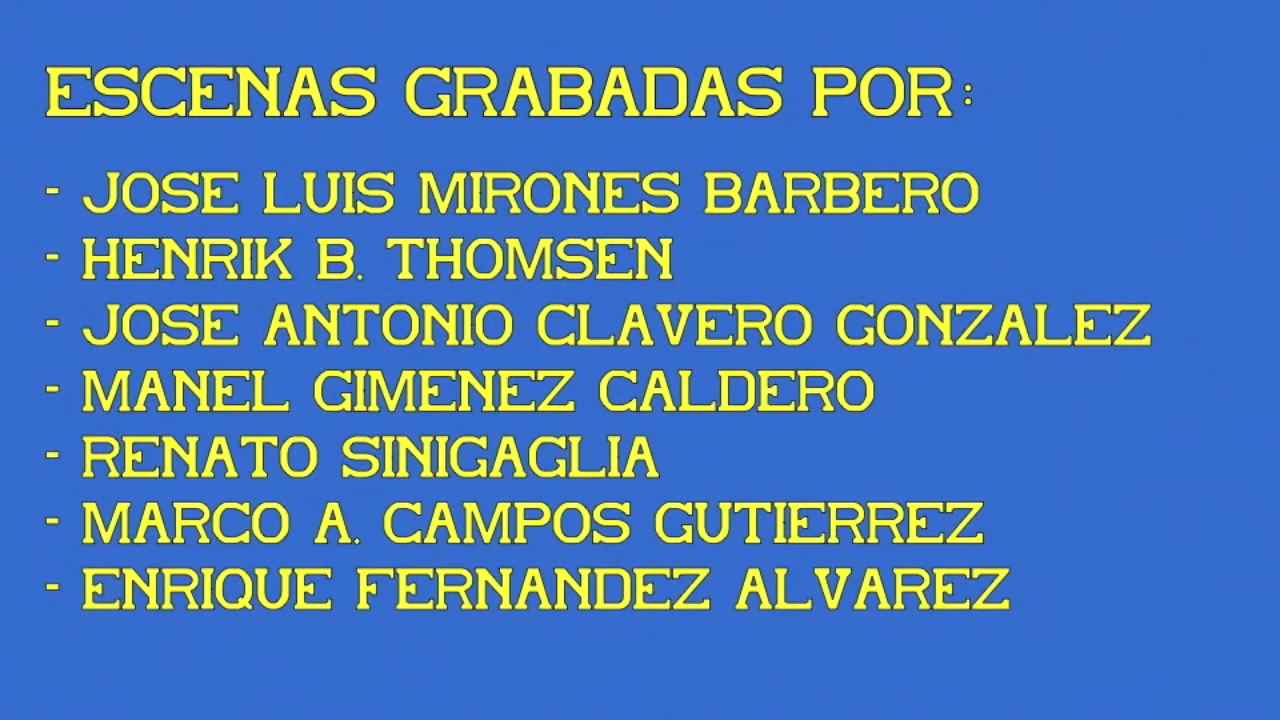 ESCENAS GRABADAS POR:
- JOSE LUIS MIRONES BARBERO
- HENRIK B. THOMSEN
- JOSE ANTONIO CLAVERO GONZALEZ
- MANEL GIMENEZ CALDERO
- RENATO SINIGAGLIA
- MARCO A. CAMPOS GUTIERREZ
- ENRIQUE FERNANDEZ ALVAREZ